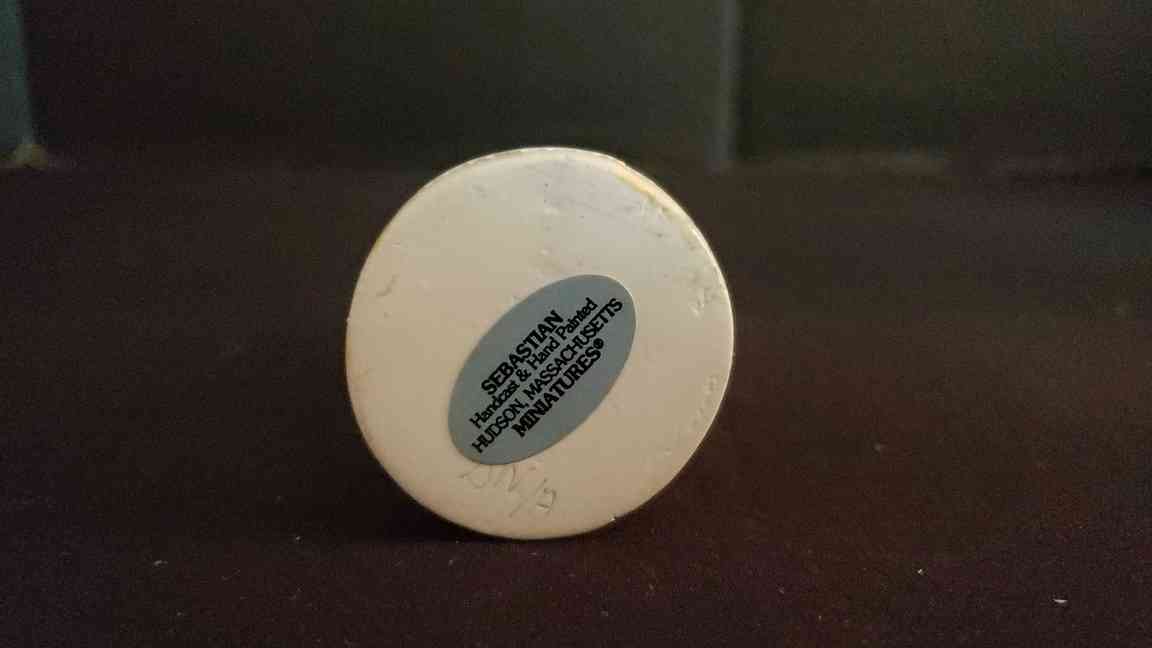 SEBASTIAN
Handcast & Hand Painted
HUDSON, MASSACHUSETTS
MINIATURES®